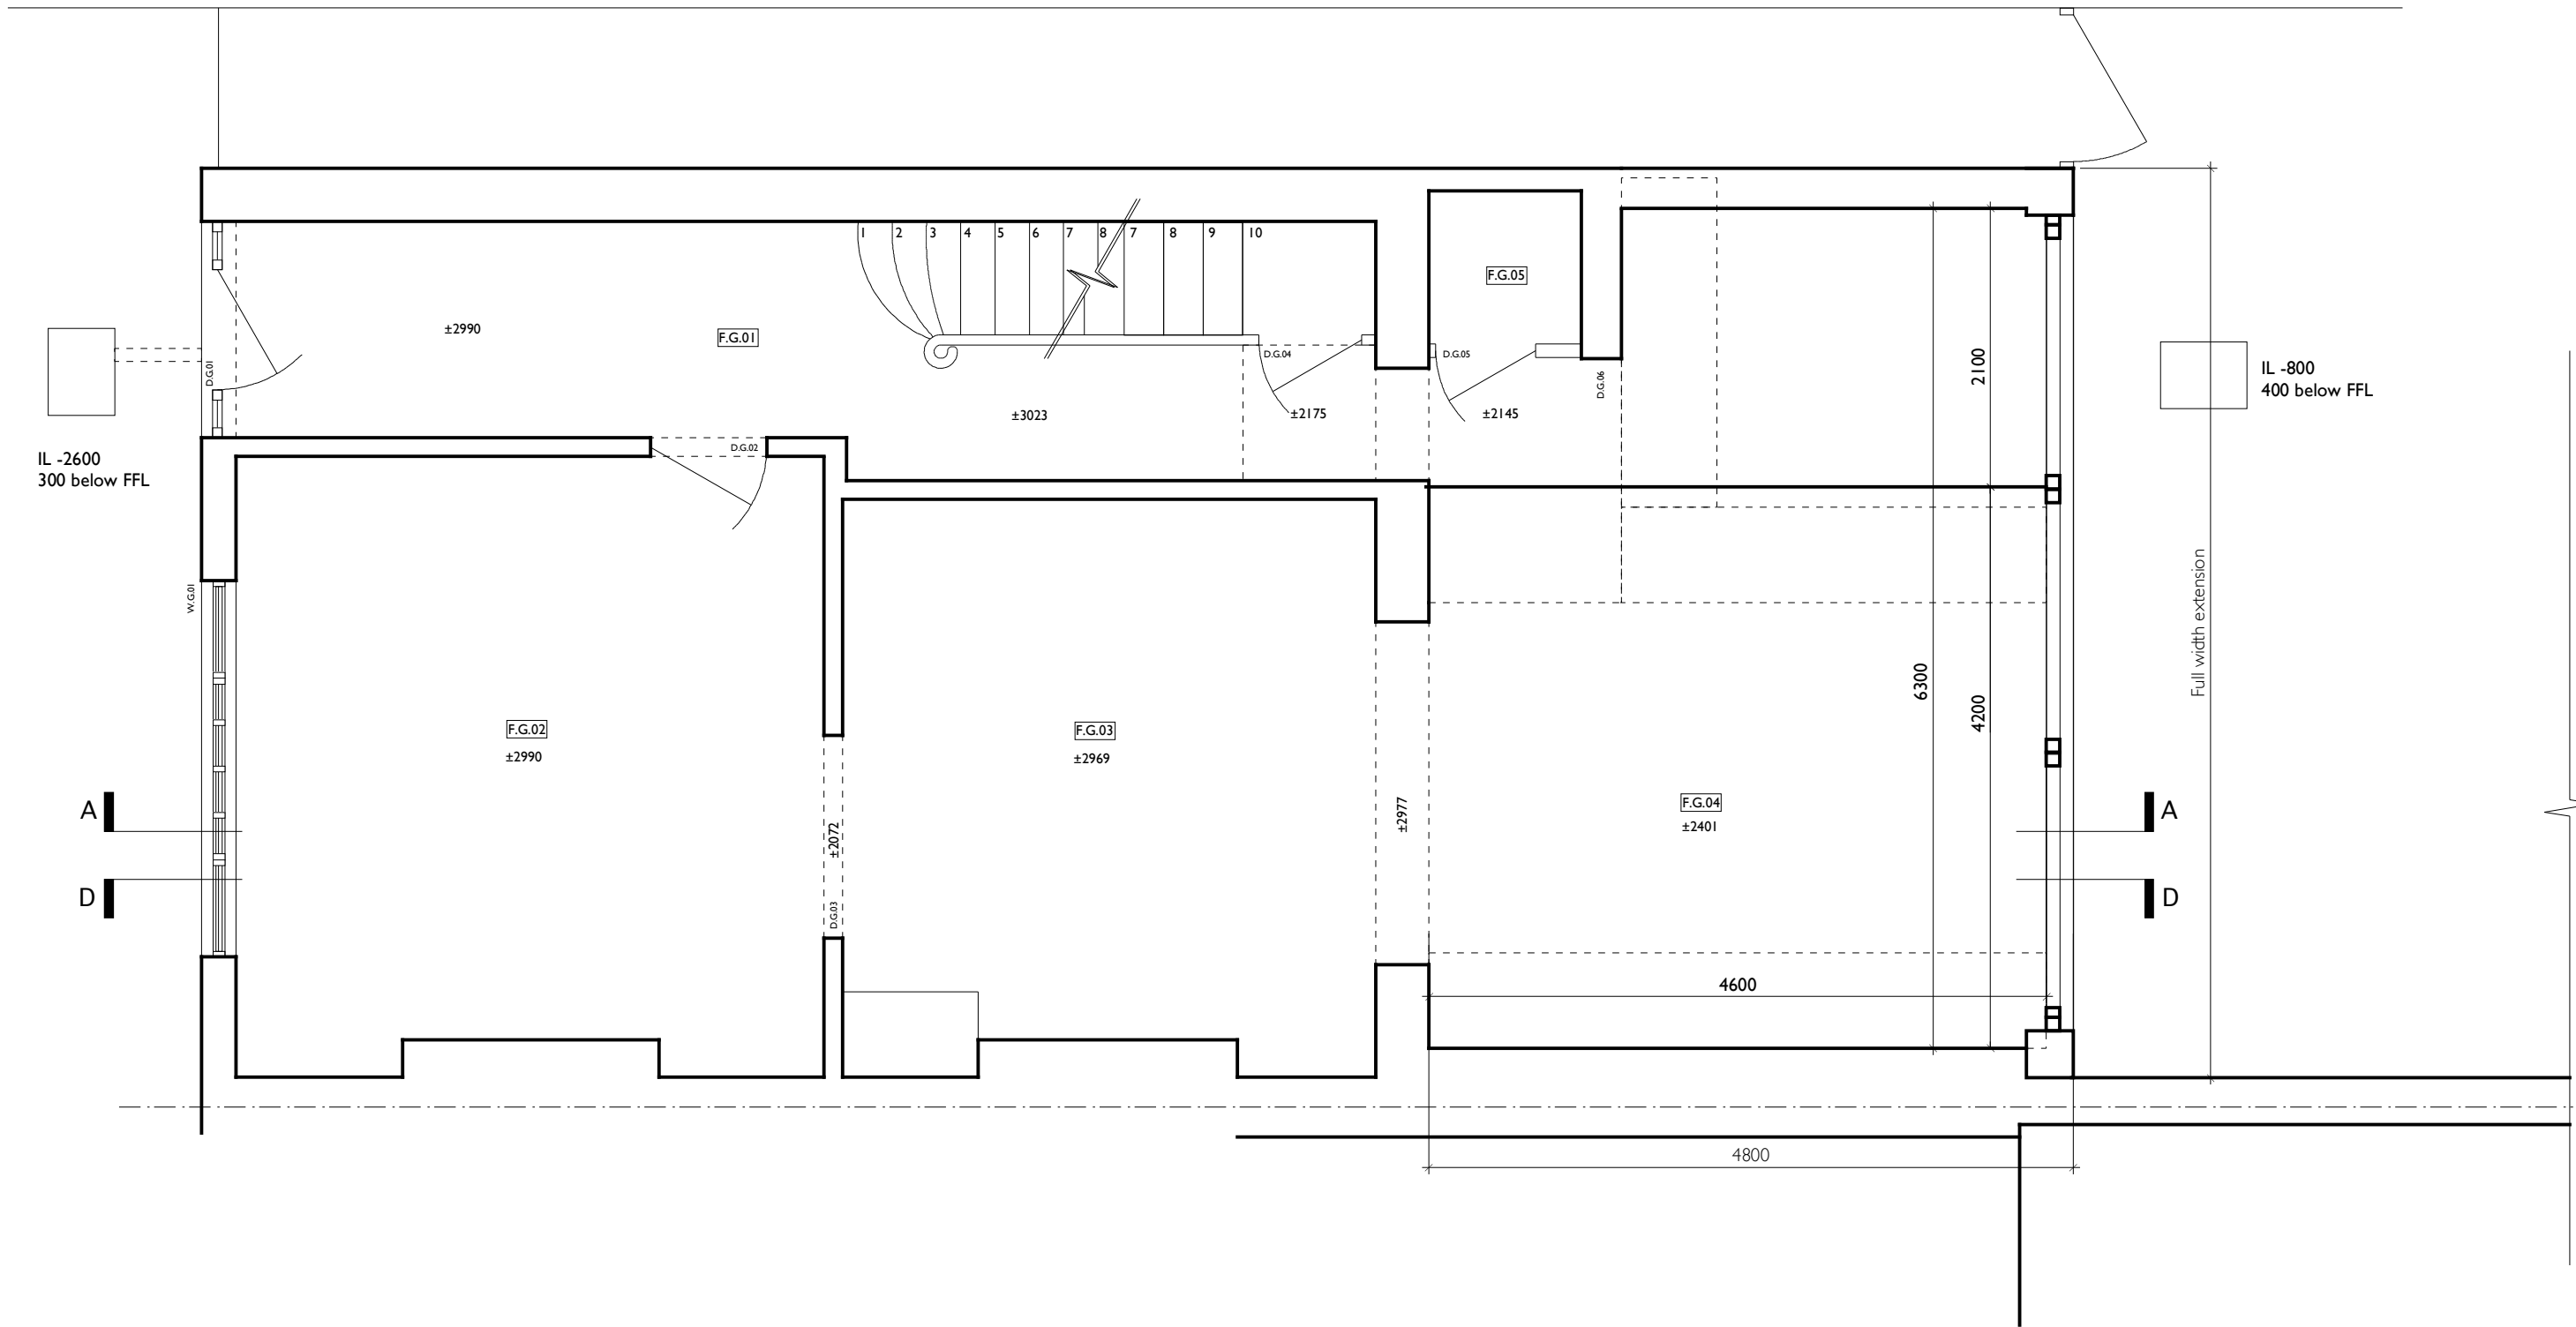 1 2 3 4 5 6 7 8 7 8 9 10
F.G.05
±2990
F.G.01
D.G.01
D.G.04
D.G.05
D.G.06
2100
IL -800
400 below FFL
±3023
±2175
±2145
D.G.02
IL -2600
300 below FFL
W.G.01
Full width extension
6300
4200
F.G.02
±2990
F.G.03
±2969
±2072
D.G.03
±2977
F.G.04
±2401
A
A
D
D
4600
4800